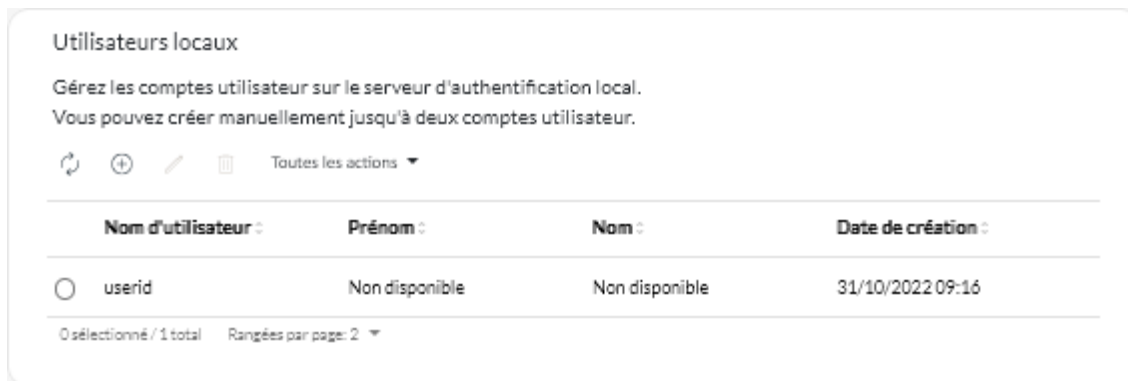 Utilisateurs locaux
Gérez les comptes utilisateur sur le serveur d'authentification local.
Vous pouvez créer manuellement jusqu'à deux comptes utilisateur.
Toutes les actions
Nom d'utilisateur Prénom Nom Date de création
userid Non disponible Non disponible 31/10/2022 09:16
0 sélectionné / 1 total Rangées par page: 2